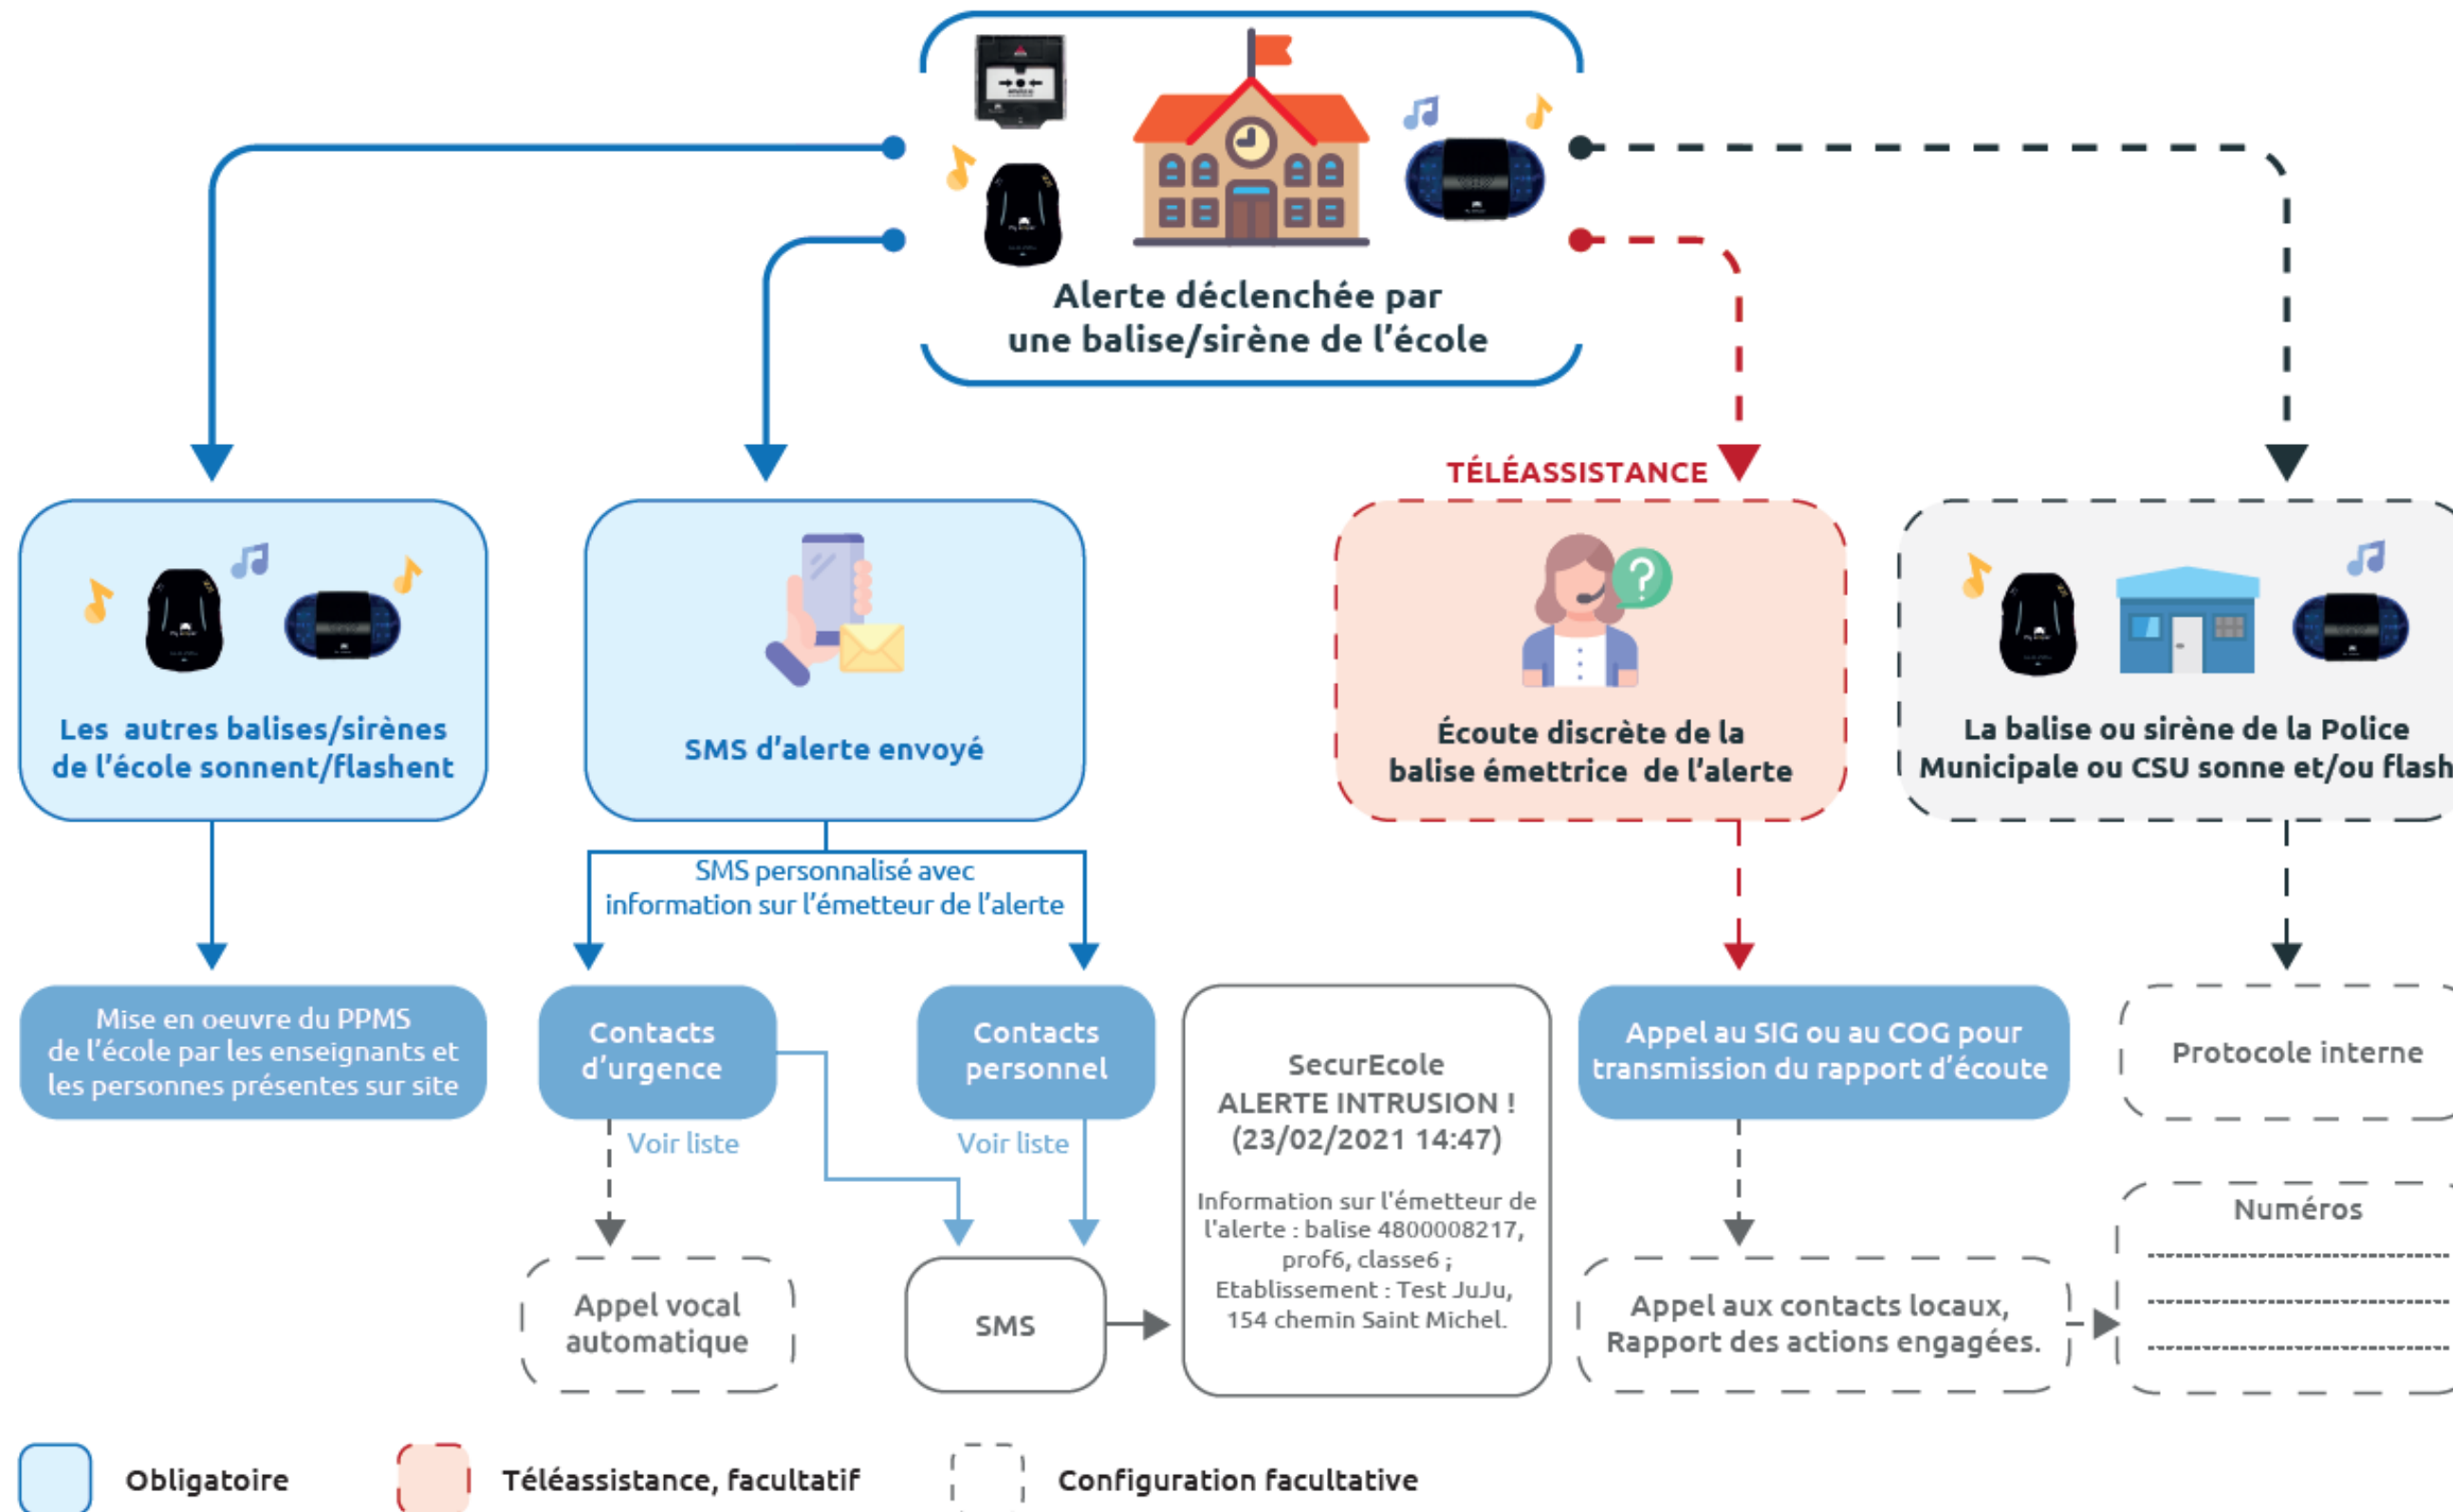 Alerte déclenchée par
une balise/sirène de l'école
TÉLÉASSISTANCE
Les autres balises/sirènes
de l'école sonnent/flashent
SMS d'alerte envoyé
Écoute discrète de la
balise émettrice de l'alerte
La balise ou sirène de la Police
Municipale ou CSU sonne et/ou flash
SMS personnalisé avec
information sur l'émetteur de l'alerte
Mise en oeuvre du PPMS
de l'école par les enseignants et
les personnes présentes sur site
Contacts
d'urgence
Contacts
personnel
Voir liste
Voir liste
Appel vocal
automatique
SMS
SecurEcole
ALERTE INTRUSION !
(23/02/2021 14:47)
Information sur l'émetteur de
l'alerte : balise 4800008217,
prof6, classe6 ;
Etablissement : Test JuJu,
154 chemin Saint Michel.
Appel au SIG ou au COG pour
transmission du rapport d'écoute
Appel aux contacts locaux,
Rapport des actions engagées.
Protocole interne
Numéros
Obligatoire
Téléassistance, facultatif
Configuration facultative